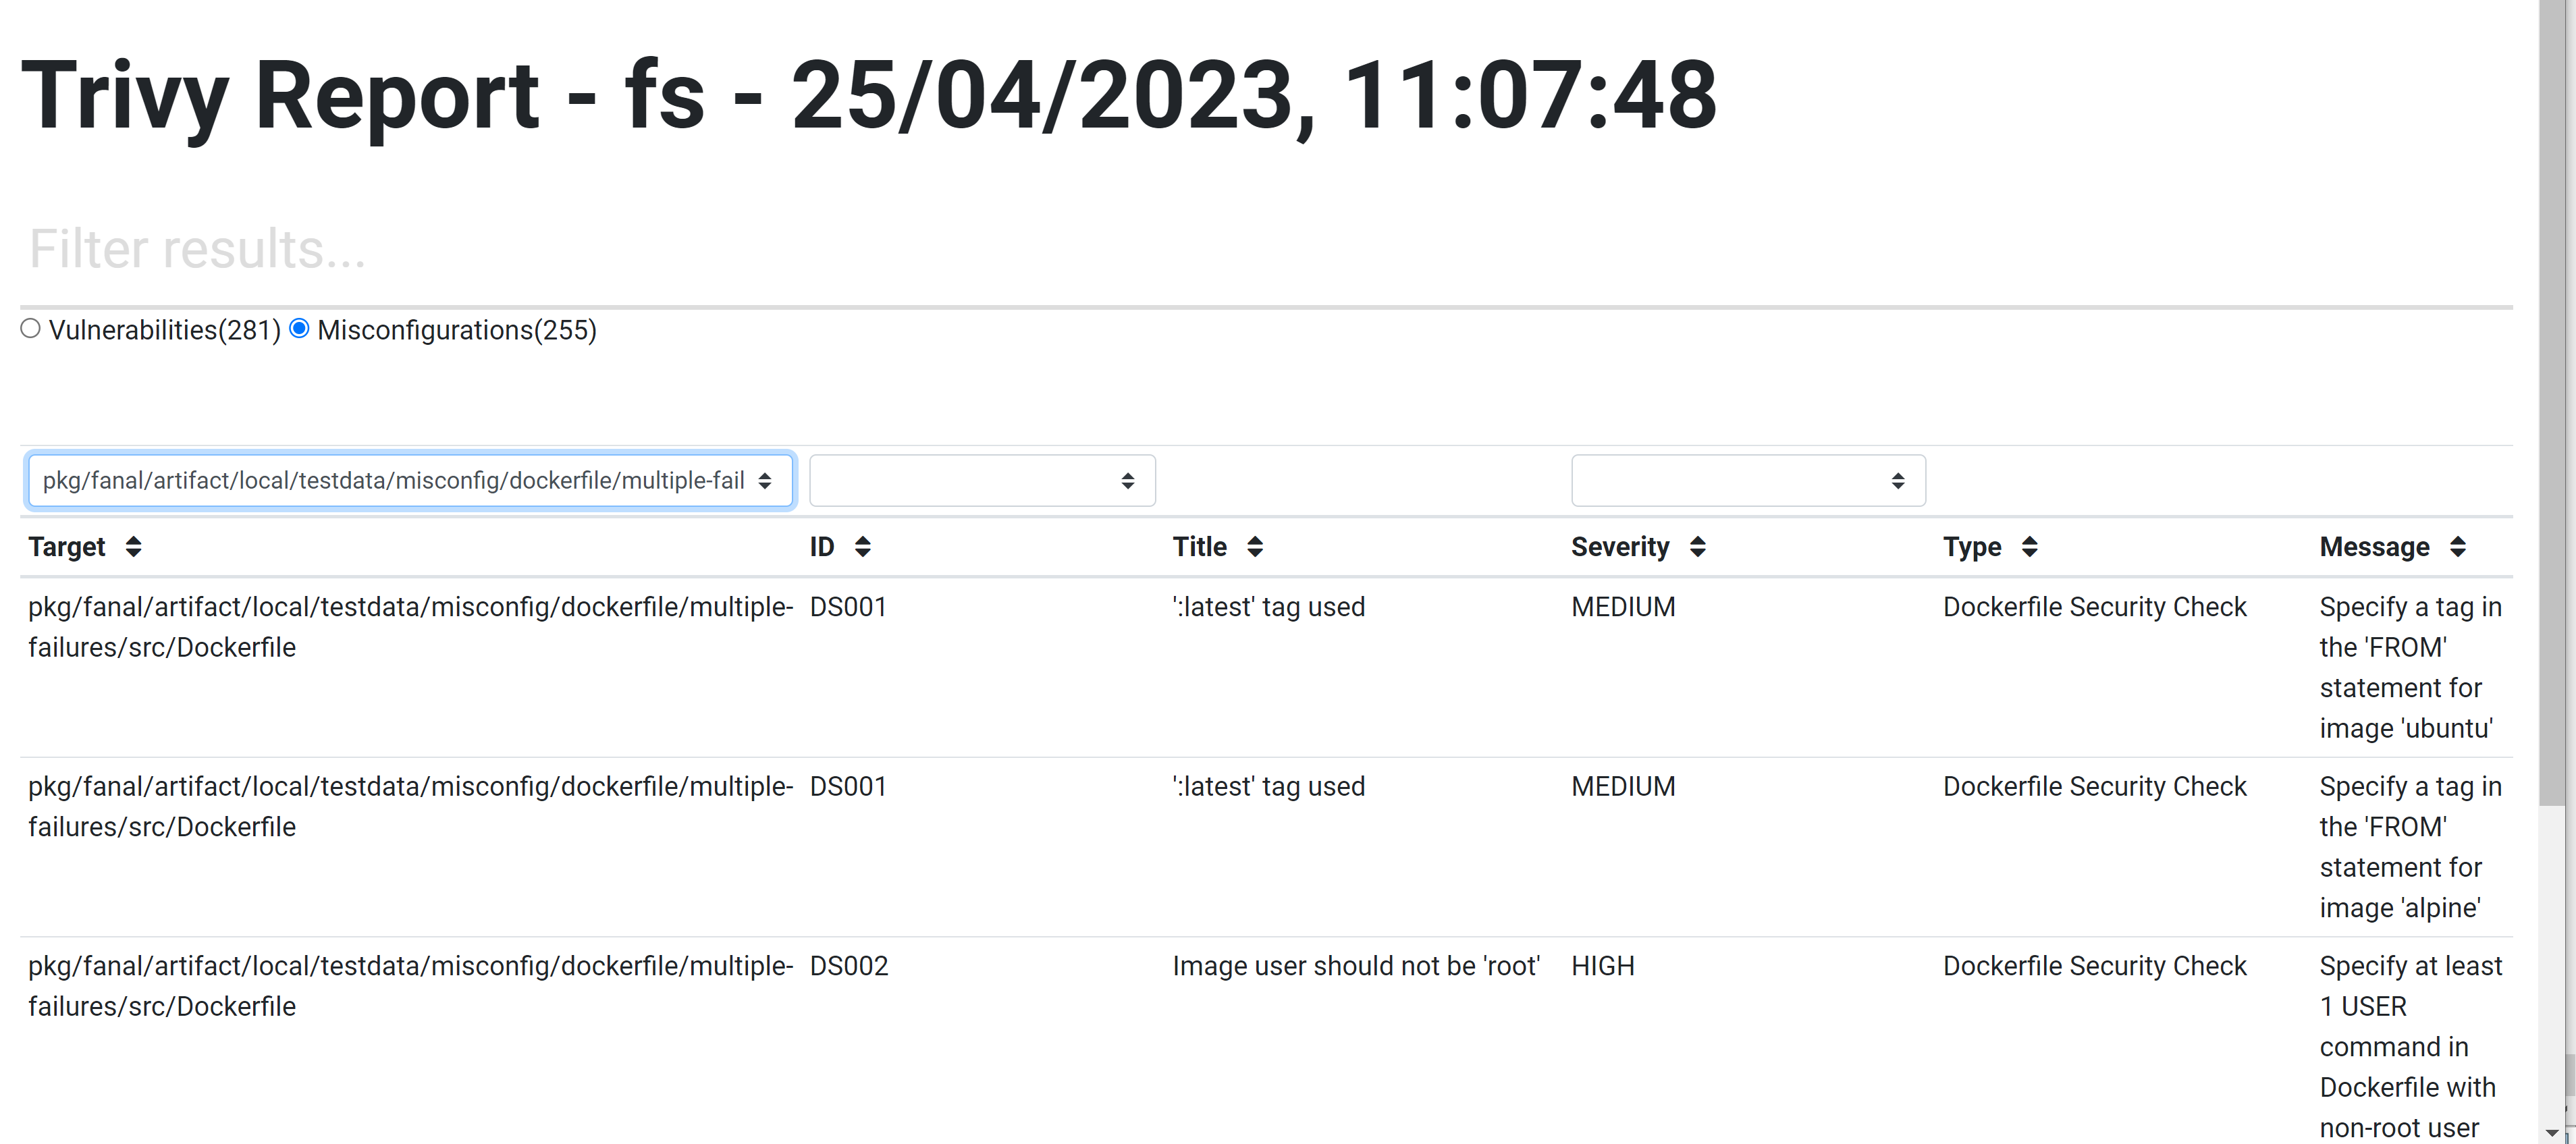 Trivy Report - fs - 25/04/2023, 11:07:48
Filter results...
Vulnerabilities(281) Misconfigurations(255)
pkg/fanal/artifact/local/testdata/misconfig/dockerfile/multiple-fail
Target ID Title Severity Type Message
pkg/fanal/artifact/local/testdata/misconfig/dockerfile/multiple- DS001 ':latest' tag used MEDIUM Dockerfile Security Check Specify a tag in
failures/src/Dockerfile the 'FROM'
statement for
image 'ubuntu'
pkg/fanal/artifact/local/testdata/misconfig/dockerfile/multiple- DS001 ':latest' tag used MEDIUM Dockerfile Security Check Specify a tag in
failures/src/Dockerfile the 'FROM'
statement for
image 'alpine'
pkg/fanal/artifact/local/testdata/misconfig/dockerfile/multiple- DS002 Image user should not be 'root' HIGH Dockerfile Security Check Specify at least
failures/src/Dockerfile 1 USER
command in
Dockerfile with
non-root user